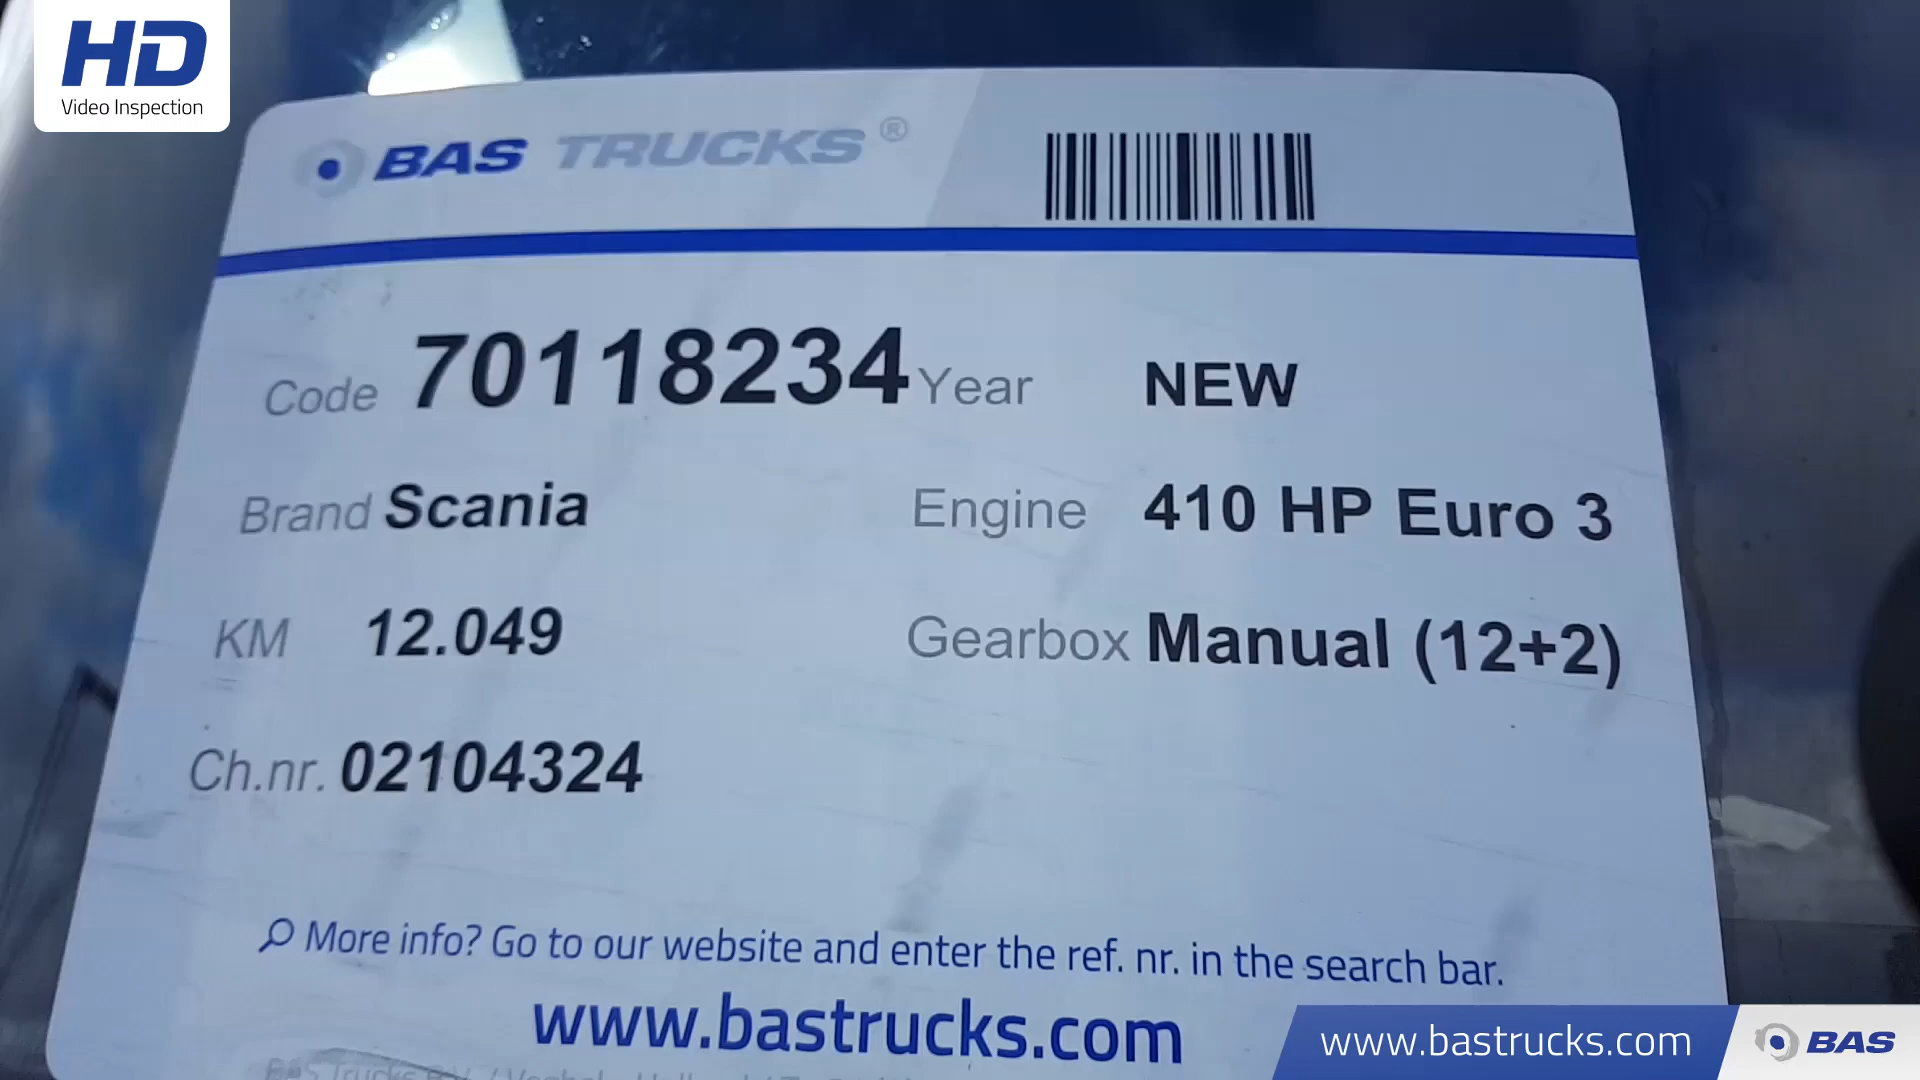 HD
Video Inspection
BAS TRUCKS®
Code 70118234 Year NEW
Brand Scania Engine 410 HP Euro 3
KM 12.049 Gearbox Manual (12+2)
Ch.nr. 02104324
More info? Go to our website and enter the ref. nr. in the search bar.
www.bastrucks.com
BAS Trucks B.V. /
www.bastrucks.com BAS